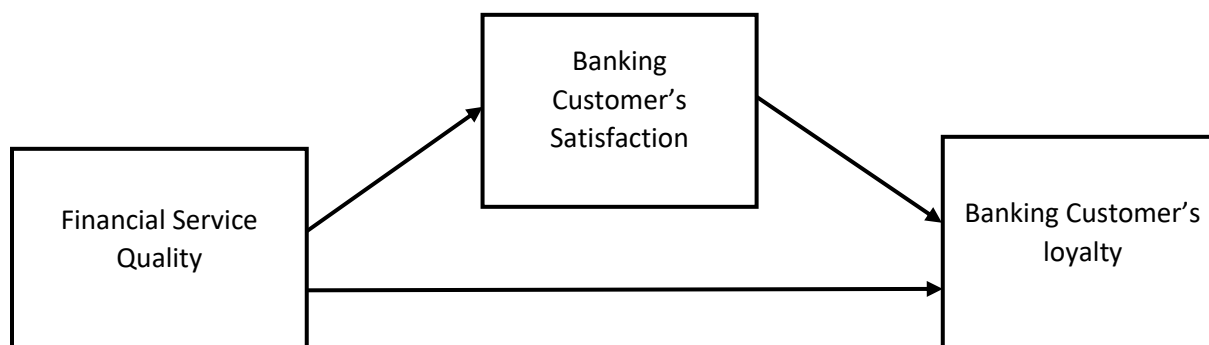 Banking
Customer’s
Satisfaction
Financial Service
Quality
Banking Customer’s
loyalty